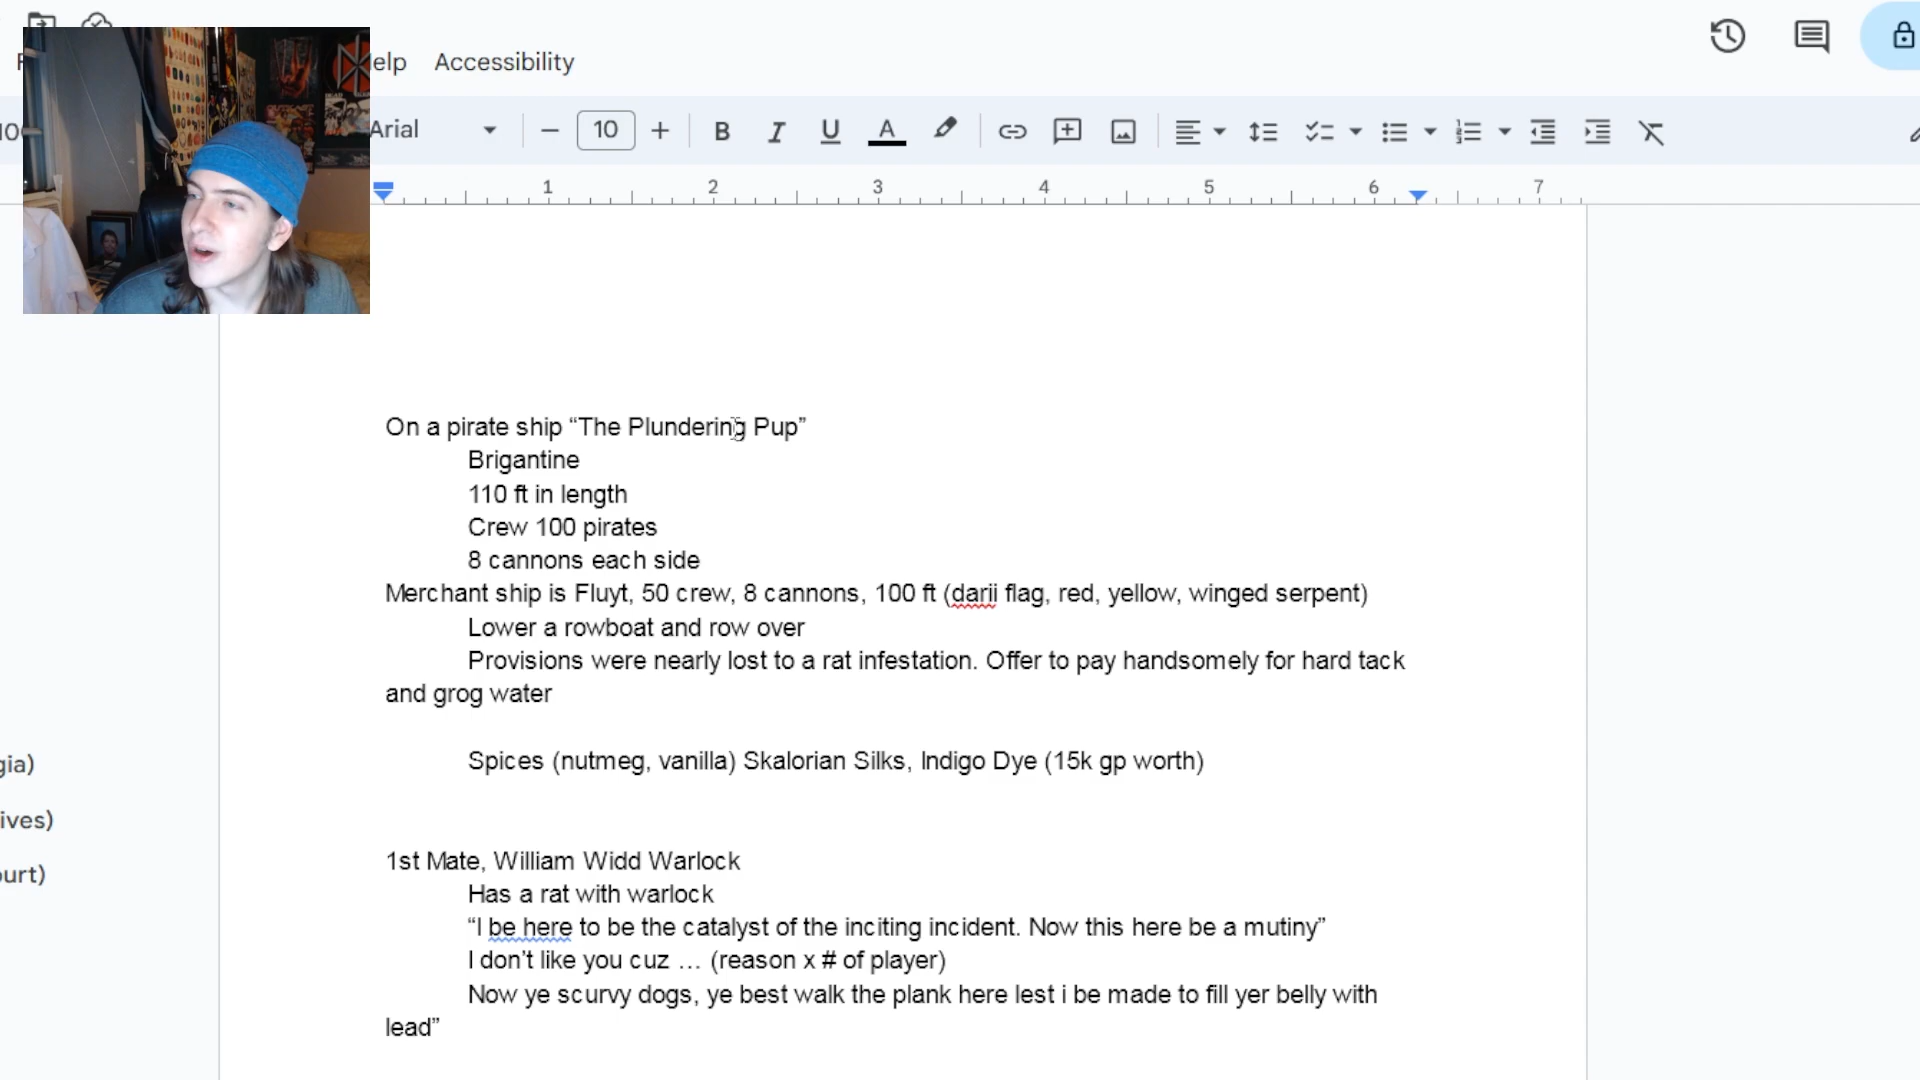 elp Accessibility
10
Arial
10
B I U A
1 2 3 4 5 6 7
On a pirate ship “The Plundering Pup”
Brigantine
110 ft in length
Crew 100 pirates
8 cannons each side
Merchant ship is Fluyt, 50 crew, 8 cannons, 100 ft (darii flag, red, yellow, winged serpent)
Lower a rowboat and row over
Provisions were nearly lost to a rat infestation. Offer to pay handsomely for hard tack
and grog water
Spices (nutmeg, vanilla) Skalorian Silks, Indigo Dye (15k gp worth)
gia)
ives)
ourt)
1st Mate, William Widd Warlock
Has a rat with warlock
“I be here to be the catalyst of the inciting incident. Now this here be a mutiny”
I don’t like you cuz … (reason x # of player)
Now ye scurvy dogs, ye best walk the plank here lest i be made to fill yer belly with
lead”